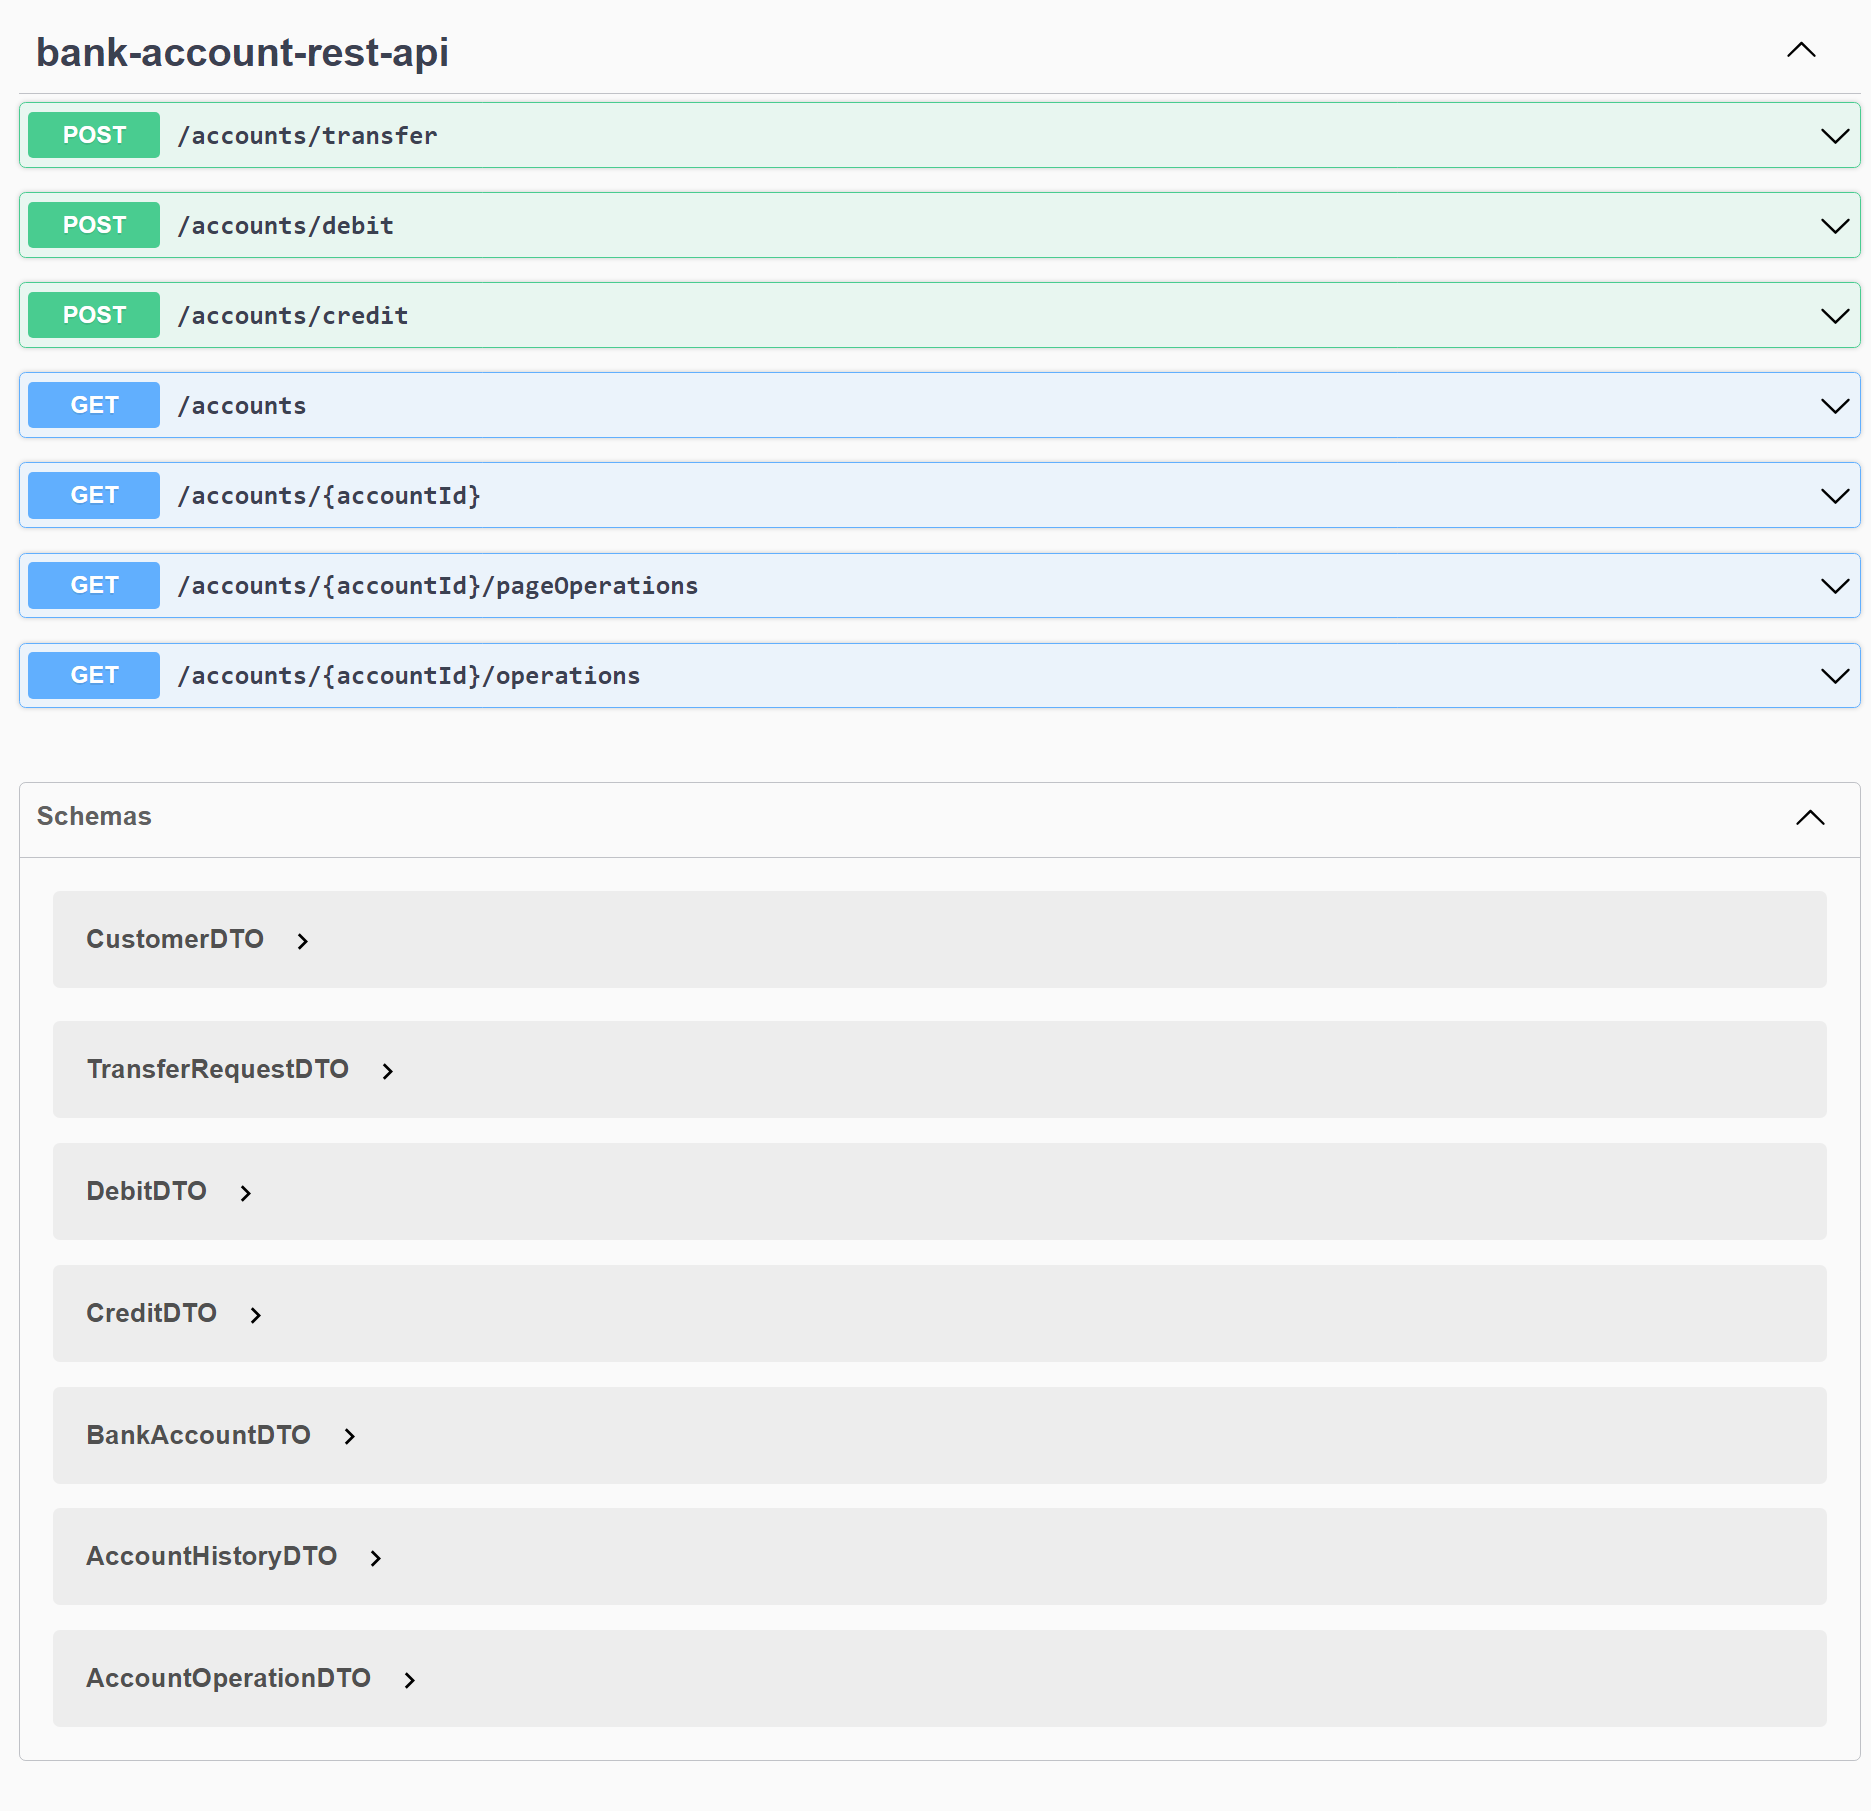 bank-account-rest-api
POST /accounts/transfer
POST /accounts/debit
POST /accounts/credit
GET /accounts
GET /accounts/{accountId}
GET /accounts/{accountId}/pageOperations
GET /accounts/{accountId}/operations
Schemas
CustomerDTO
TransferRequestDTO
DebitDTO
CreditDTO
BankAccountDTO
AccountHistoryDTO
AccountOperationDTO